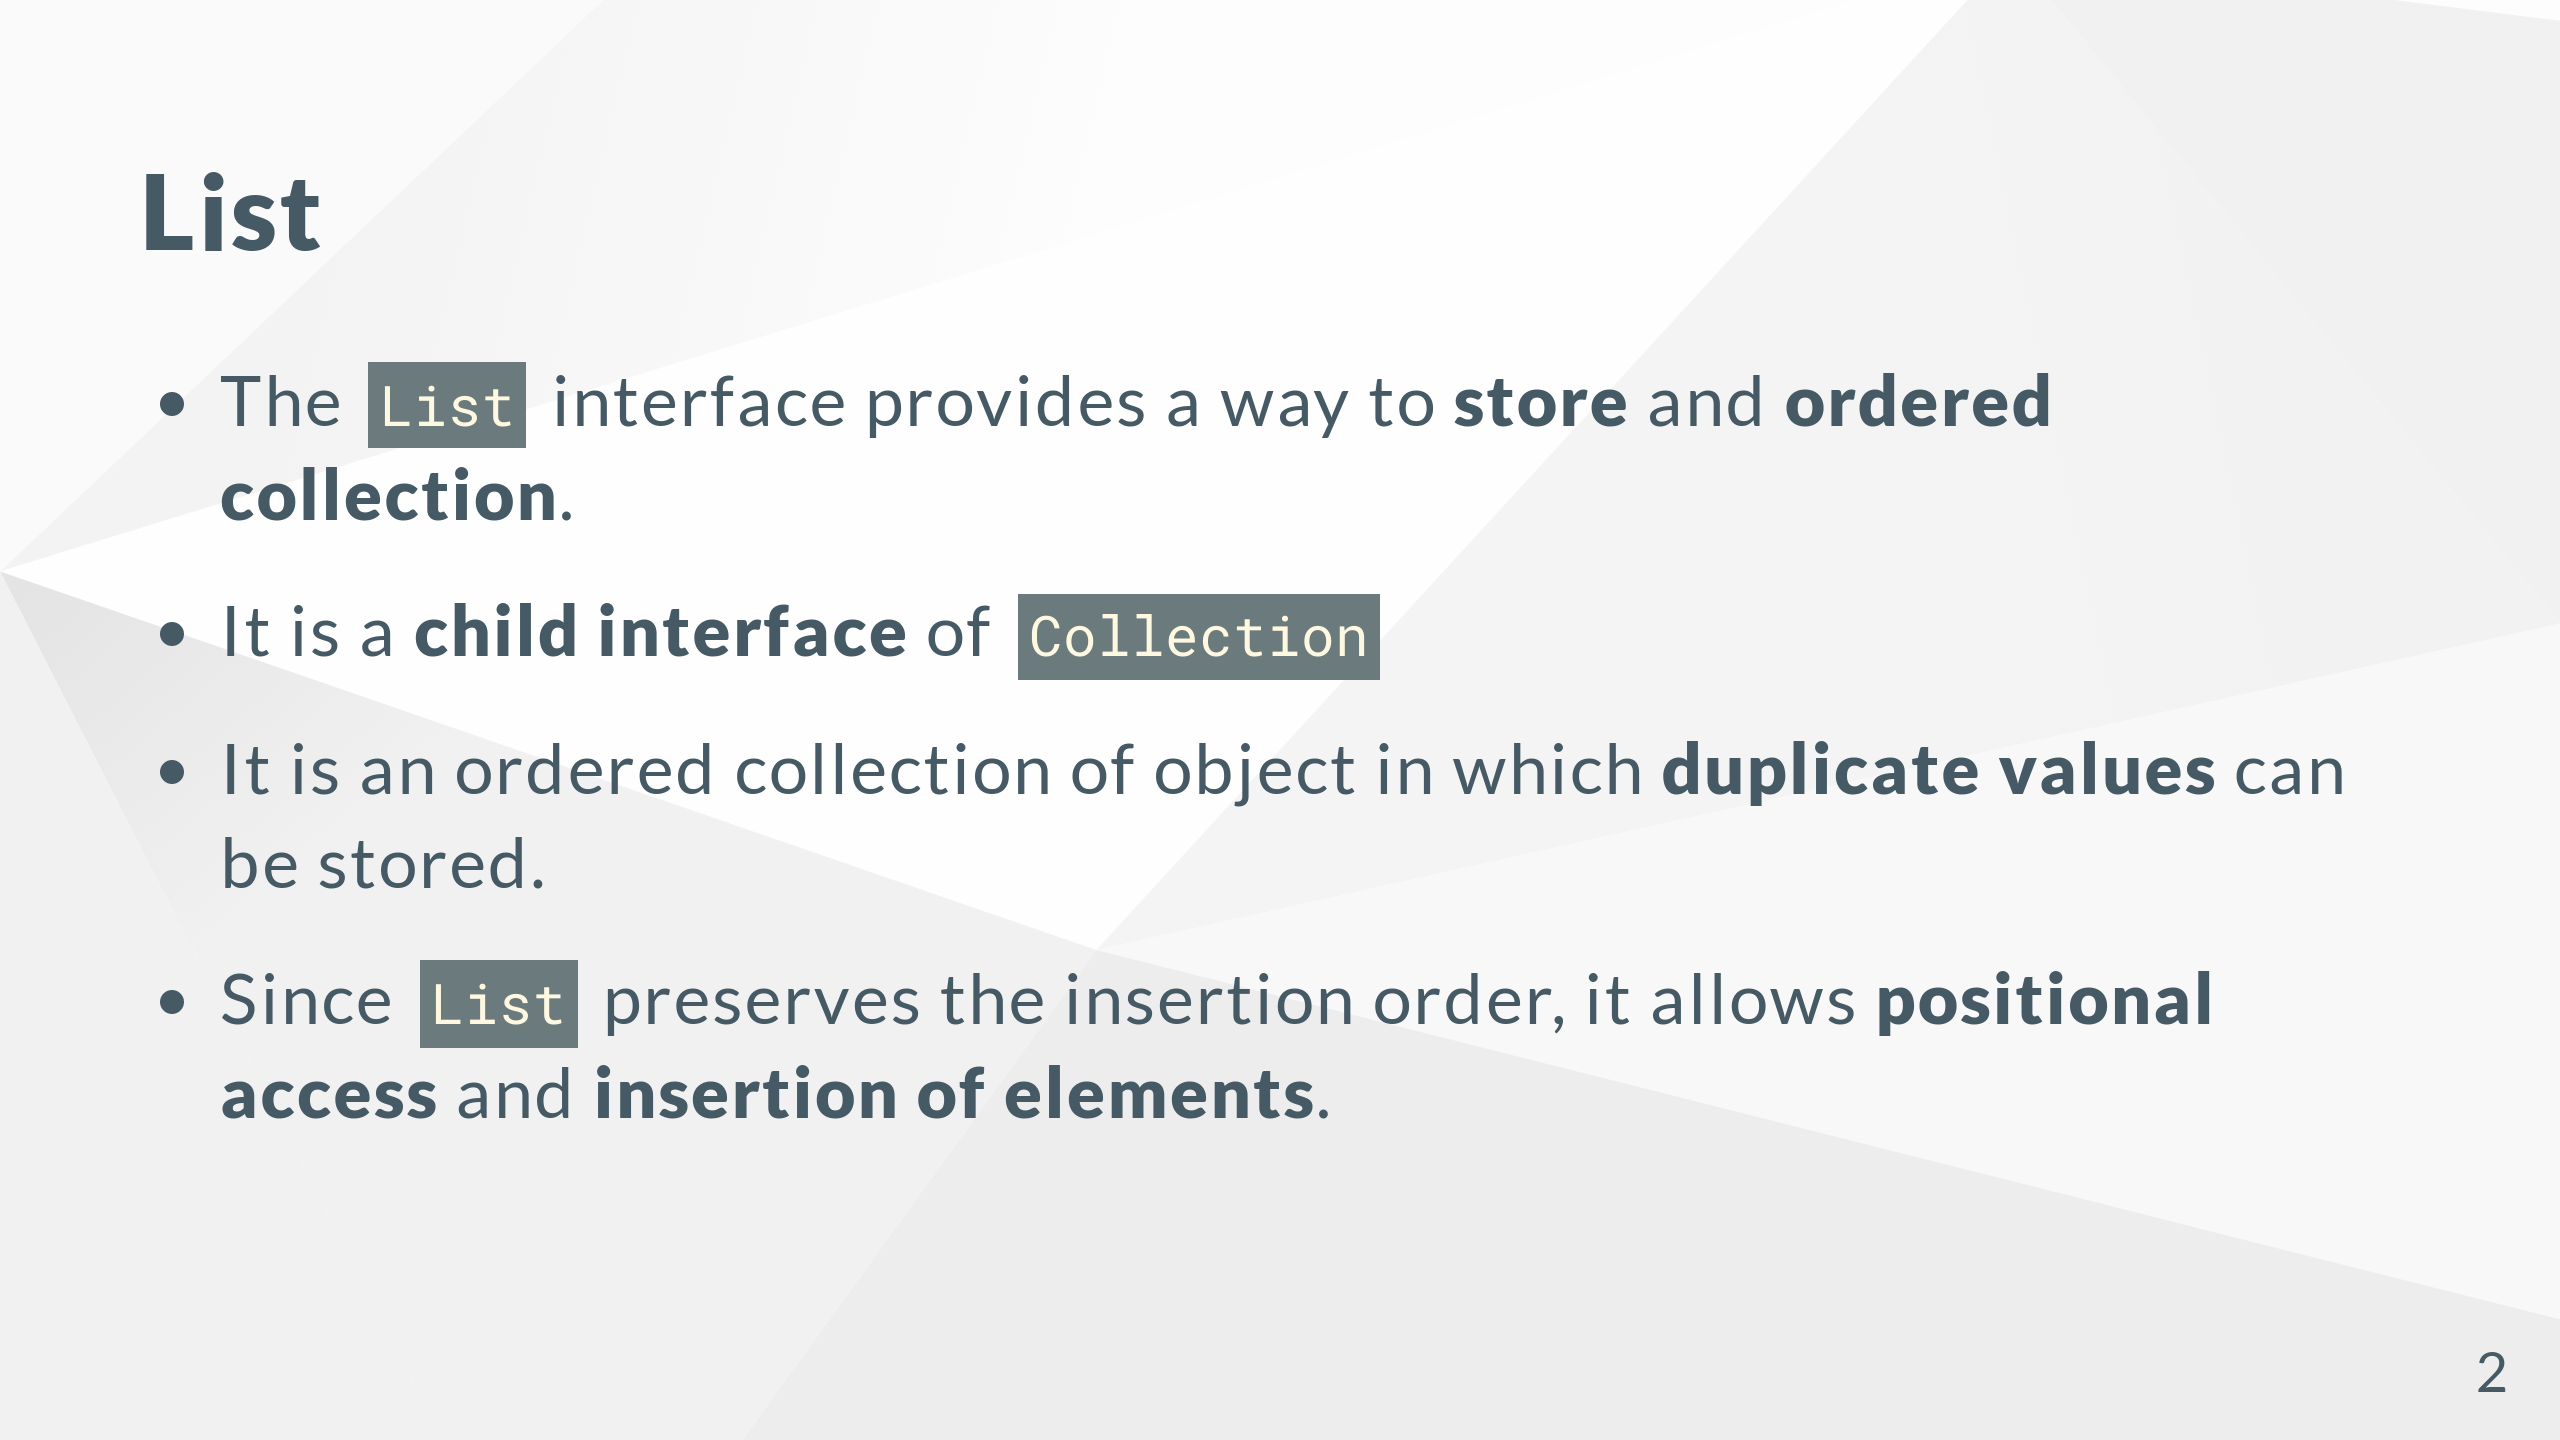 List
• The List interface provides a way to store and ordered
collection.
• It is a child interface of Collection
• It is an ordered collection of object in which duplicate values can
be stored.
• Since List preserves the insertion order, it allows positional
access and insertion of elements.
2